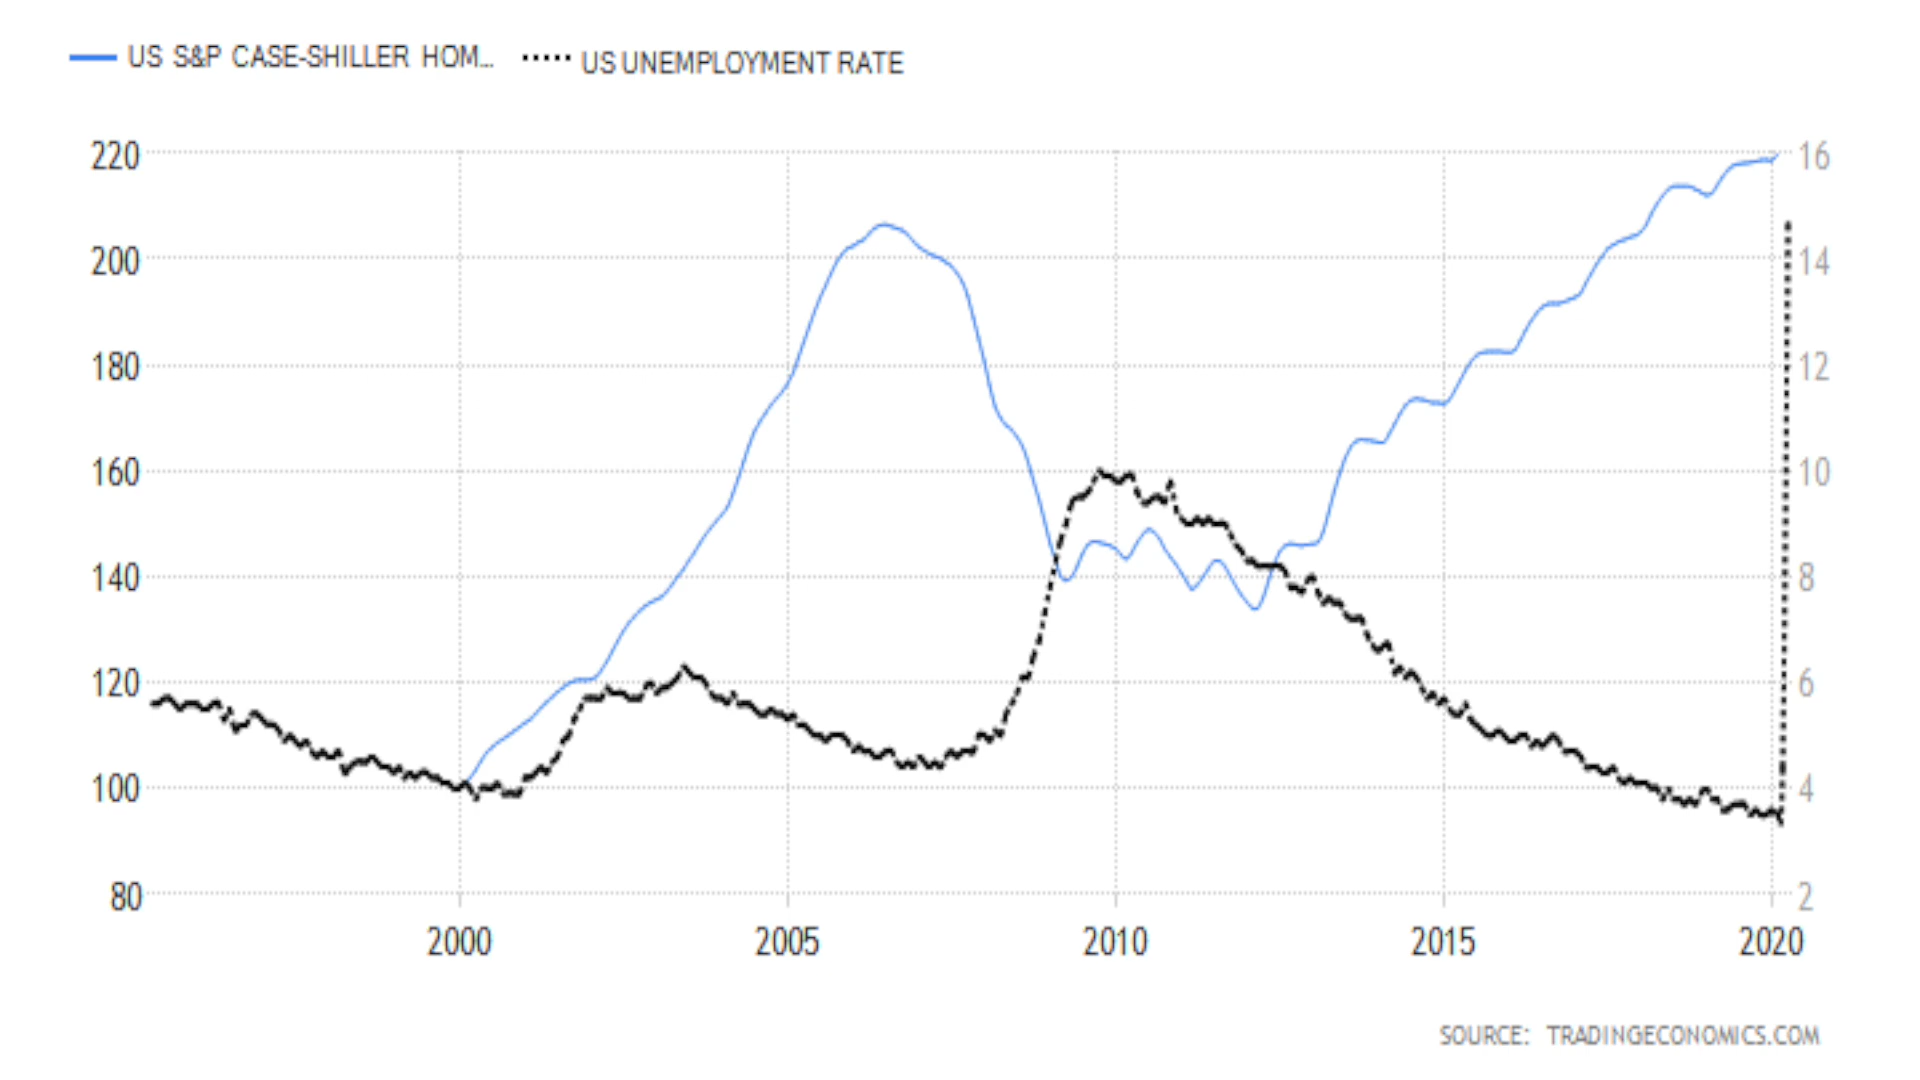 US S&P CASE-SHILLER HOM... US UNEMPLOYMENT RATE
220 16
200 14
180 12
160 10
140 8
120 6
100 4
80 2
2000 2005 2010 2015 2020
SOURCE: TRADINGECONOMICS.COM